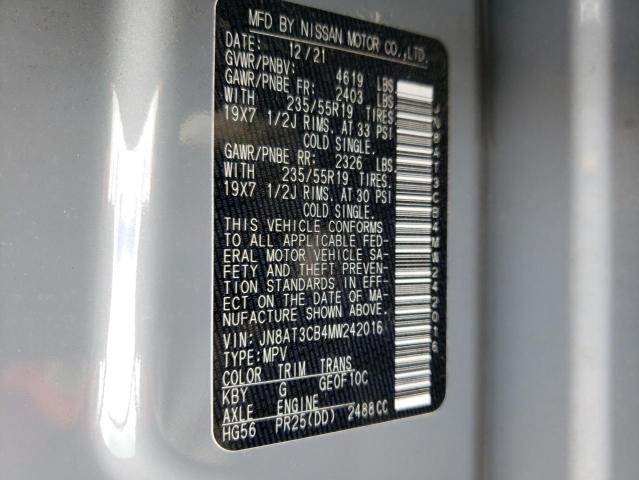 MFD BY NISSAN MOTOR CO.,LTD.
DATE: 12/21
GVWR/PNBV: 4619 LBS
GAWR/PNBE FR: 2403 LBS
WITH 235/55R19 TIRES.
19X7 1/2J RIMS. AT 33 PSI
COLD SINGLE.
GAWR/PNBE RR: 2326 LBS.
WITH 235/55R19 TIRES.
19X7 1/2J RIMS. AT 30 PSI
COLD SINGLE.
THIS VEHICLE CONFORMS
TO ALL APPLICABLE FED-
ERAL MOTOR VEHICLE SA-
FETY AND THEFT PREVEN-
TION STANDARDS IN EFF-
ECT ON THE DATE OF MA-
NUFACTURE SHOWN ABOVE.
VIN: JN8AT3CB4MW242016
TYPE: MPV
COLOR TRIM TRANS
KBY G GE0F10C
AXLE ENGINE
HG56 PR25(DD) 2488CC
JN8AT3CB4MW242016